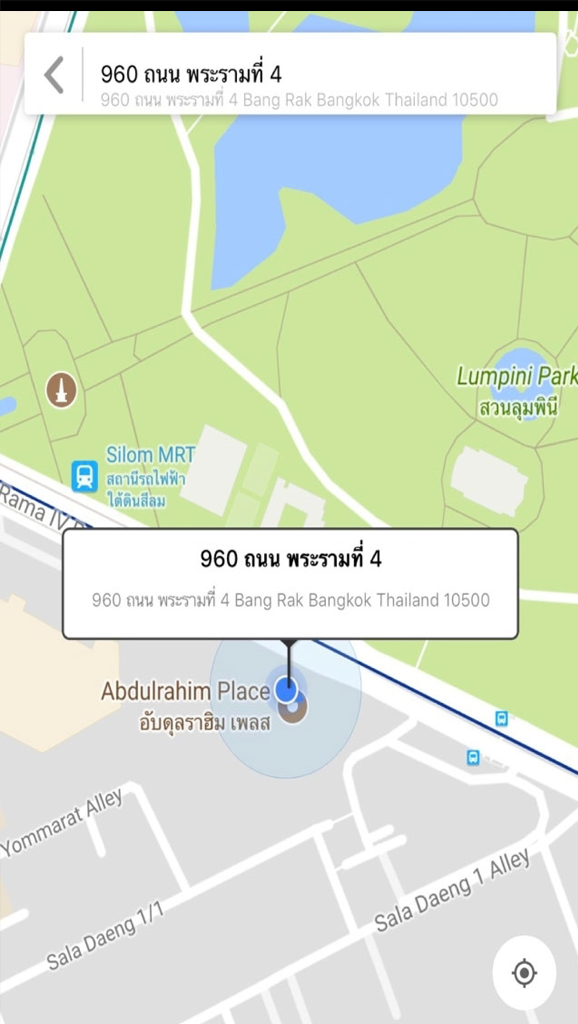 960 ถนน พระรามที่ 4
960 ถนน พระรามที่ 4 Bang Rak Bangkok Thailand 10500
Lumpini Park
สวนลุมพินี
Silom MRT
สถานีรถไฟฟ้า
ใต้ดินสีลม
Rama IV
960 ถนน พระรามที่ 4
960 ถนน พระรามที่ 4 Bang Rak Bangkok Thailand 10500
Abdulrahim Place
อับดุลราฮิม เพลส
Yommarat Alley
Sala Daeng 1 Alley
Sala Daeng 1/1